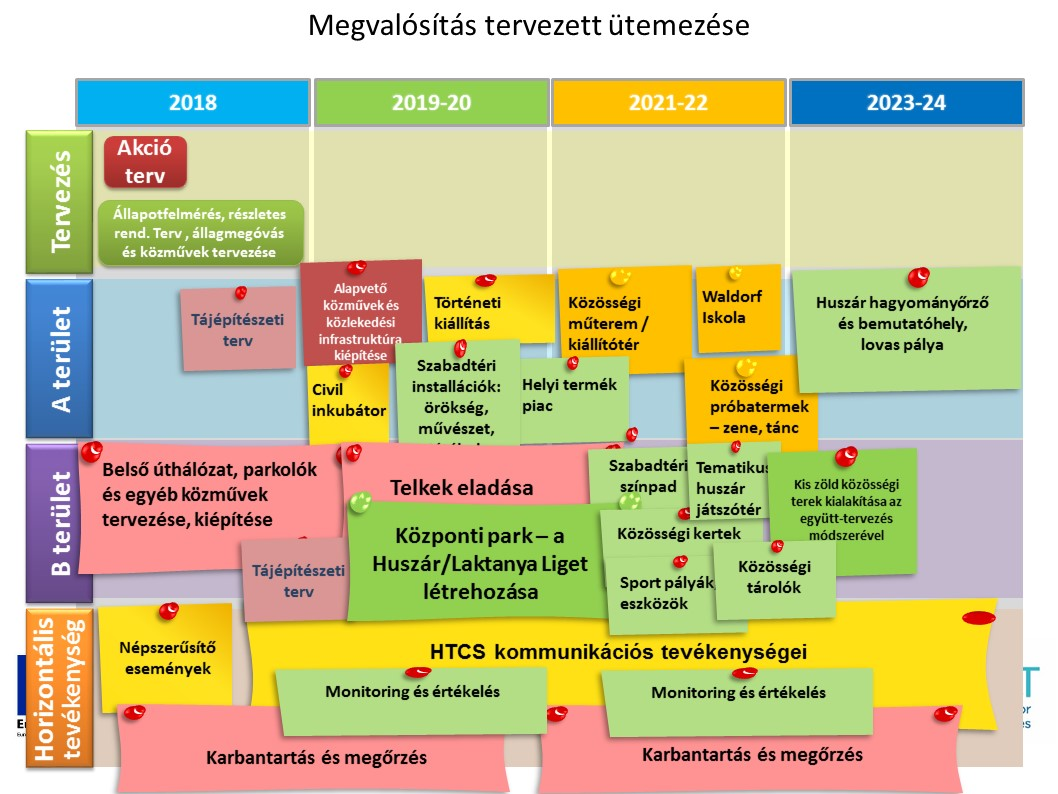 Megvalósítás tervezett ütemezése
2018
2019-20
2021-22
2023-24
Tervezés
Akció
terv
Állapotfelmérés, részletes
rend. Terv , állagmegóvás
és közművek tervezése
A terület
Tájépítészeti
terv
Alapvető
közművek és
közlekedési
infrastruktúra
kiépítése
Történeti
kiállítás
Közösségi
műterem /
kiállítótér
Waldorf
Iskola
Huszár hagyományőrző
és bemutatóhely,
lovas pálya
Civil
inkubátor
Szabadtéri
installációk:
örökség,
művészet,
Helyi termék
piac
Közösségi
próbatermek
– zene, tánc
B terület
Belső úthálózat, parkolók
és egyéb közművek
tervezése, kiépítése
Telkek eladása
Szabadtéri
színpad
Tematikus
huszár
játszótér
Kis zöld közösségi
terek kialakítása az
együtt-tervezés
módszerével
Központi park – a
Huszár/Laktanya Liget
létrehozása
Közösségi kertek
Tájépítészeti
terv
Sport pályák,
eszközök
Közösségi
tárolók
Horizontális
tevékenység
Népszerűsítő
események
HTCS kommunikációs tevékenységei
Monitoring és értékelés
Monitoring és értékelés
Karbantartás és megőrzés
Karbantartás és megőrzés